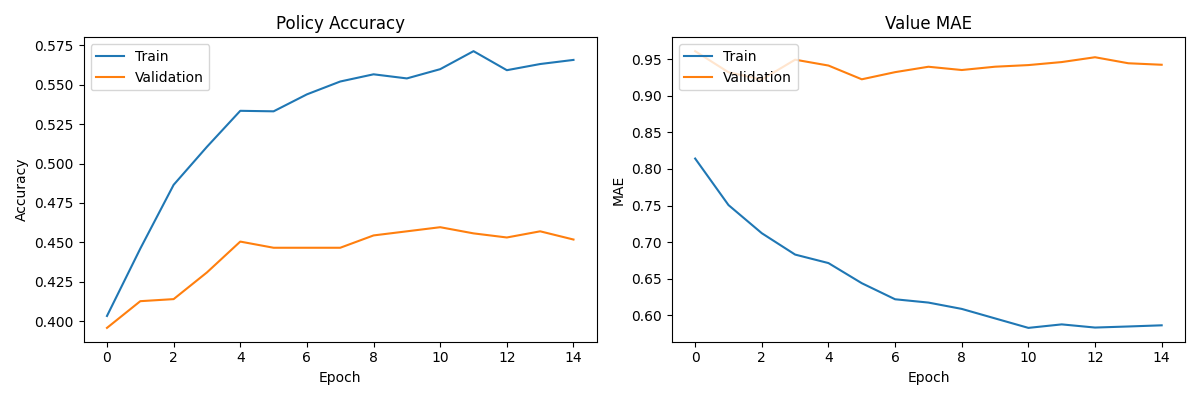 Policy Accuracy
Train
Validation
0.575
0.550
0.525
0.500
0.475
0.450
0.425
0.400
Accuracy
0 2 4 6 8 10 12 14
Epoch
Value MAE
Train
Validation
0.95
0.90
0.85
0.80
0.75
0.70
0.65
0.60
MAE
0 2 4 6 8 10 12 14
Epoch